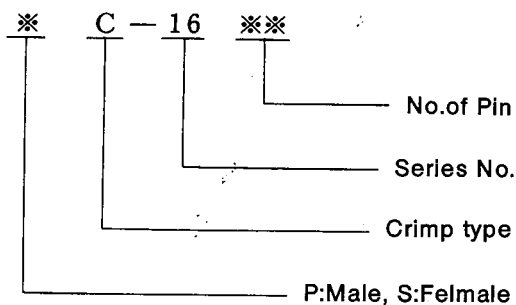 ※ C - 16 ※※
No.of Pin
Series No.
Crimp type
P:Male, S:Felmale